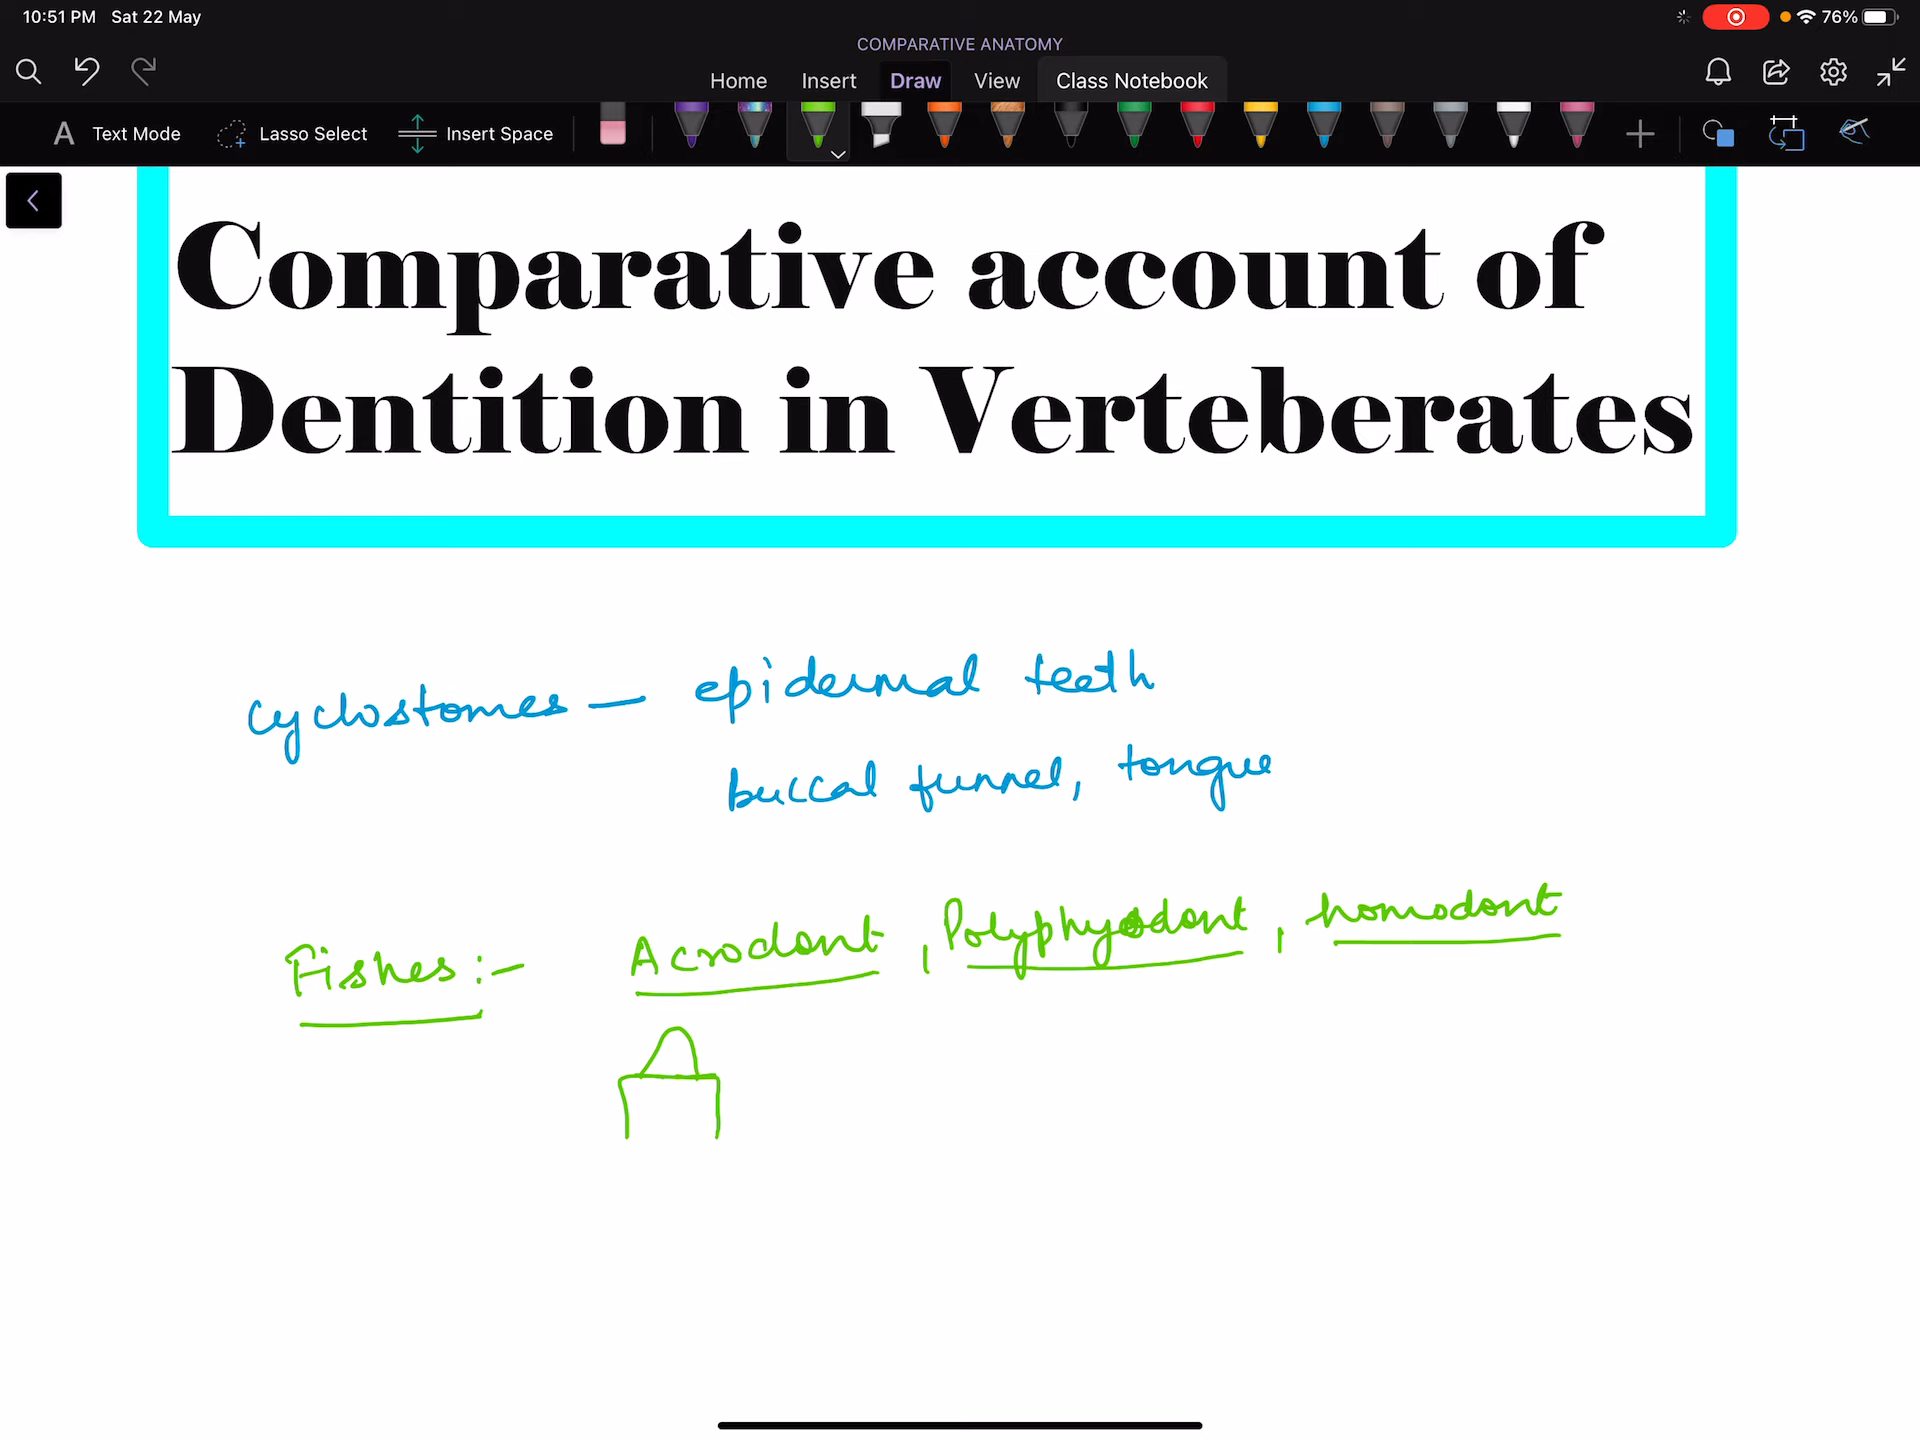 10:51 PM Sat 22 May
76%
COMPARATIVE ANATOMY
Home Insert Draw View Class Notebook
A Text Mode Lasso Select Insert Space
Comparative account of
Dentition in Verteberates
Cyclostomes — epidermal teeth
buccal funnel, tongue
Fishes :- Acrodont, Polyphyodont, homodont